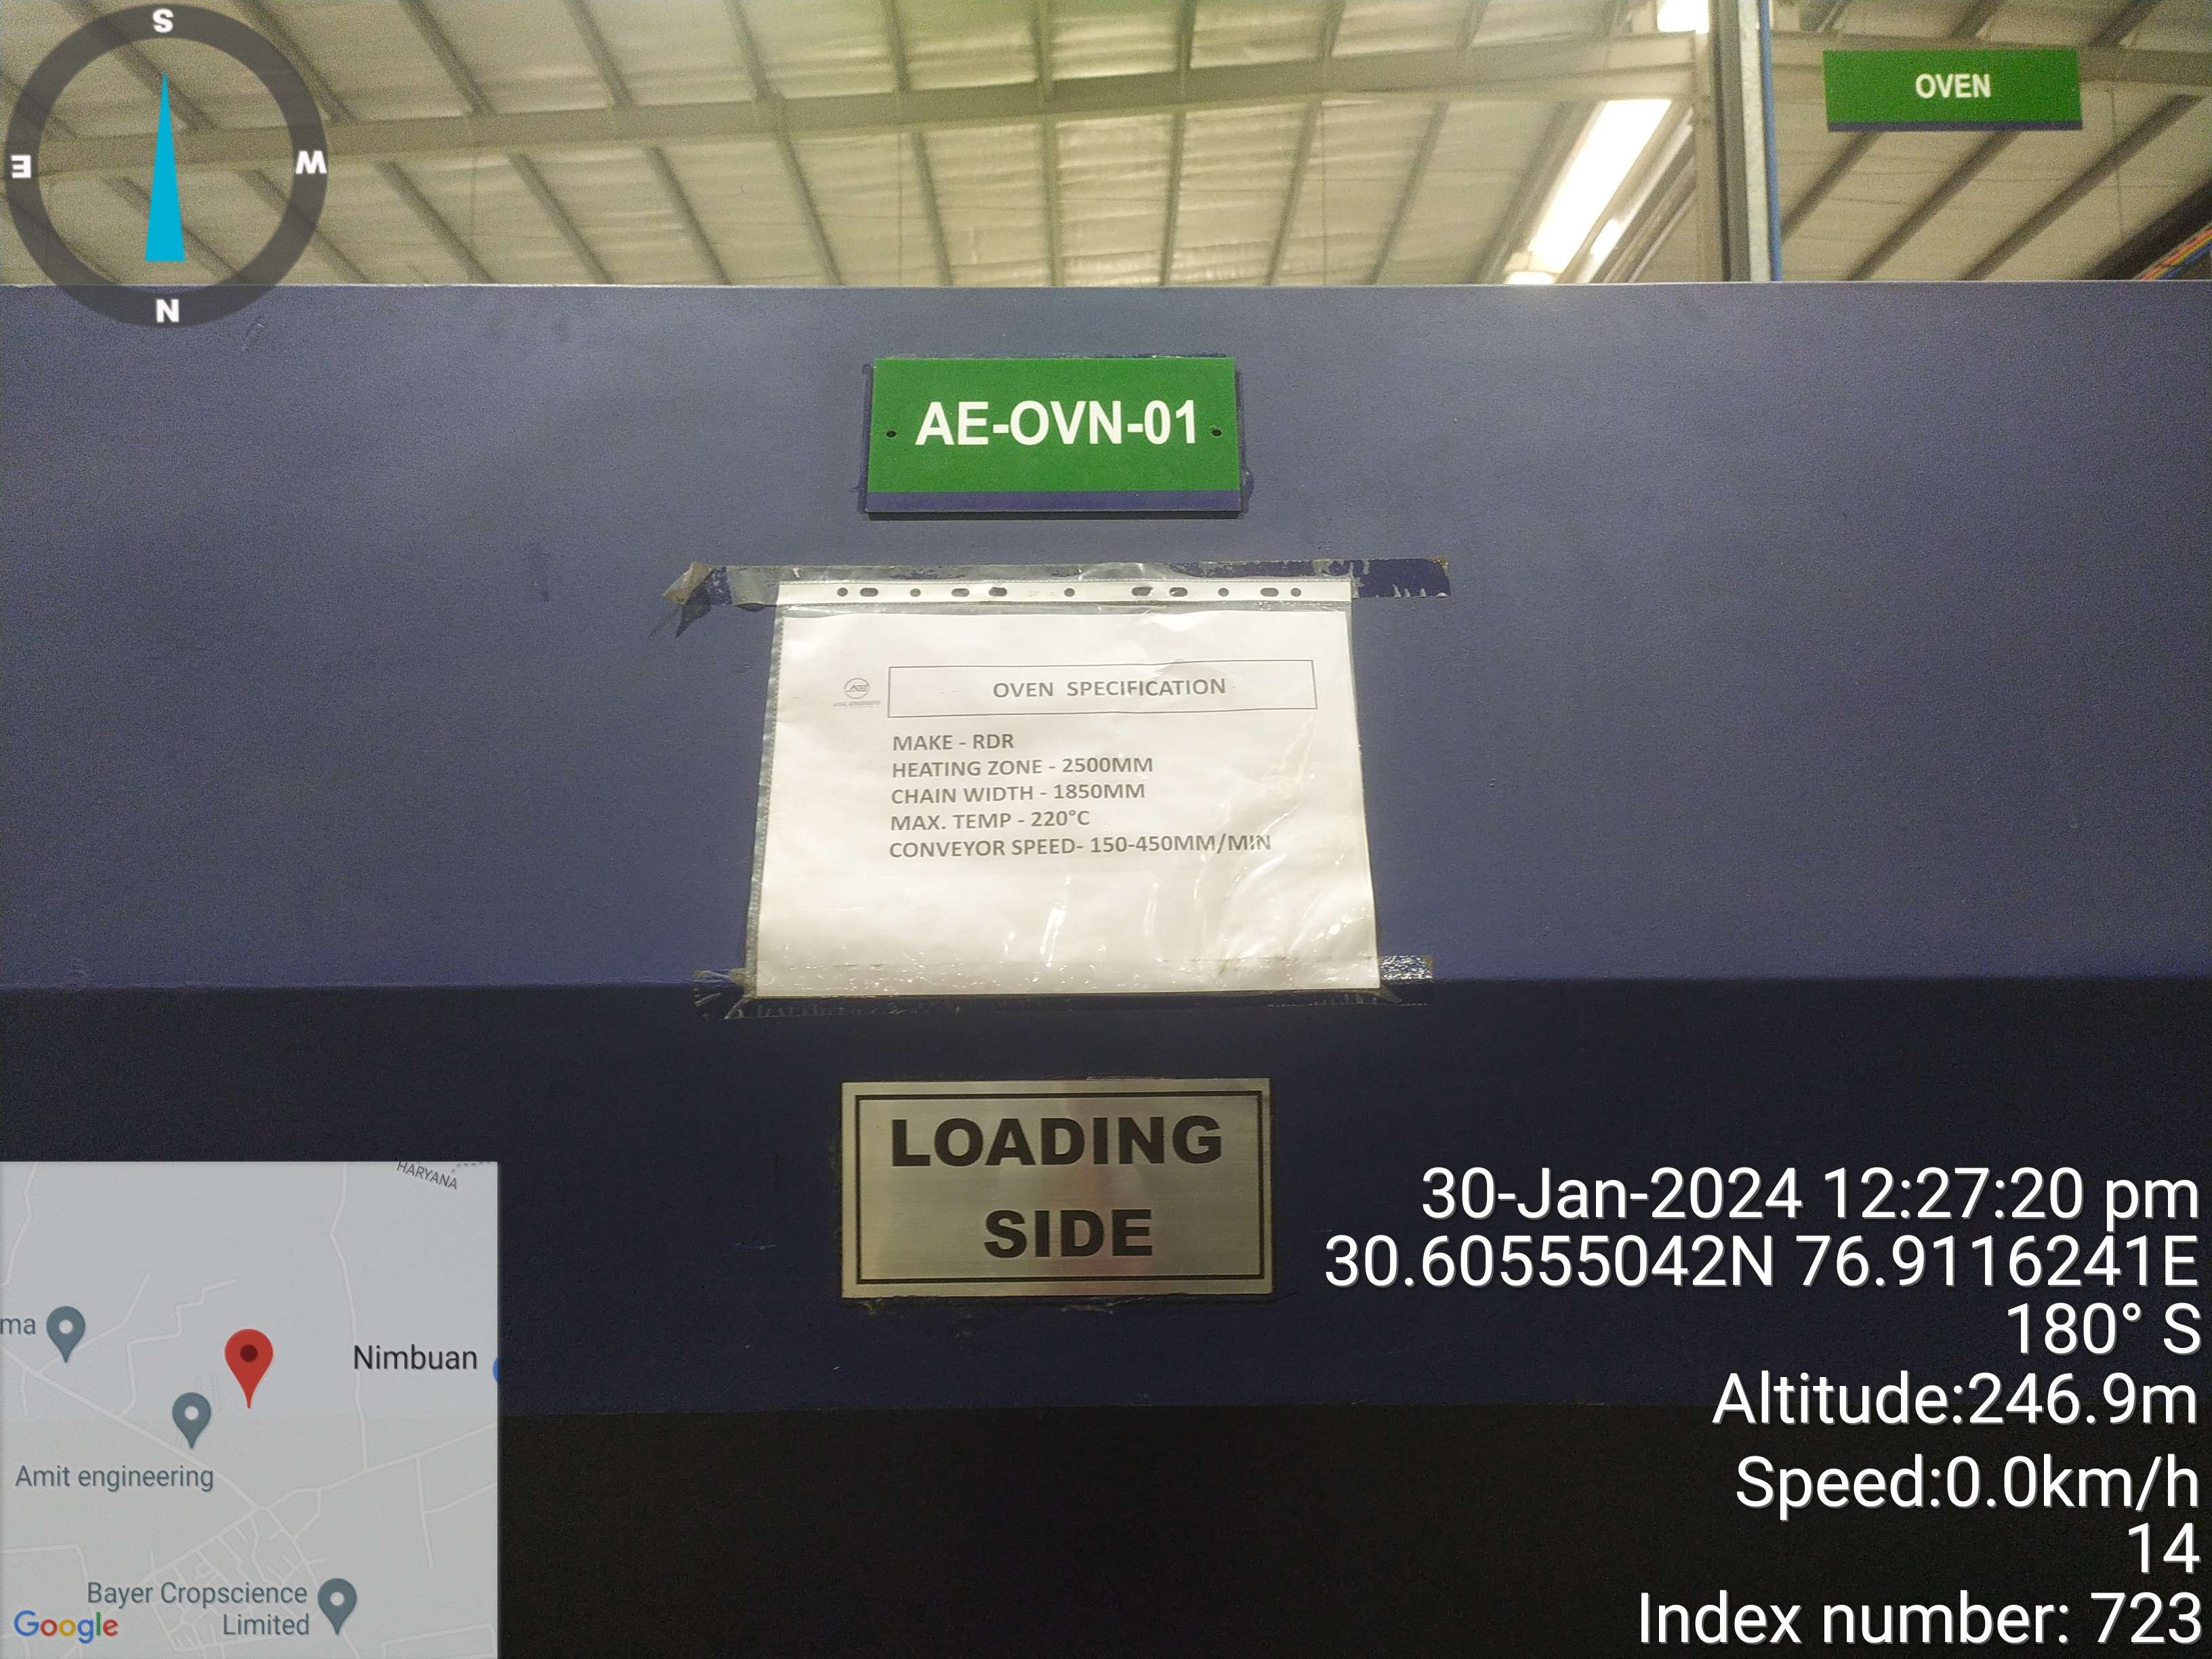 S
E
W
N
OVEN
AE-OVN-01
AE
OVEN SPECIFICATION
MAKE - RDR
HEATING ZONE - 2500MM
CHAIN WIDTH - 1850MM
MAX. TEMP - 220°C
CONVEYOR SPEED- 150-450MM/MIN
LOADING
SIDE
30-Jan-2024 12:27:20 pm
30.60555042N 76.9116241E
180° S
Altitude:246.9m
Speed:0.0km/h
14
Index number: 723
HARYANA
ma
Nimbuan
Amit engineering
Bayer Cropscience
Limited
Google